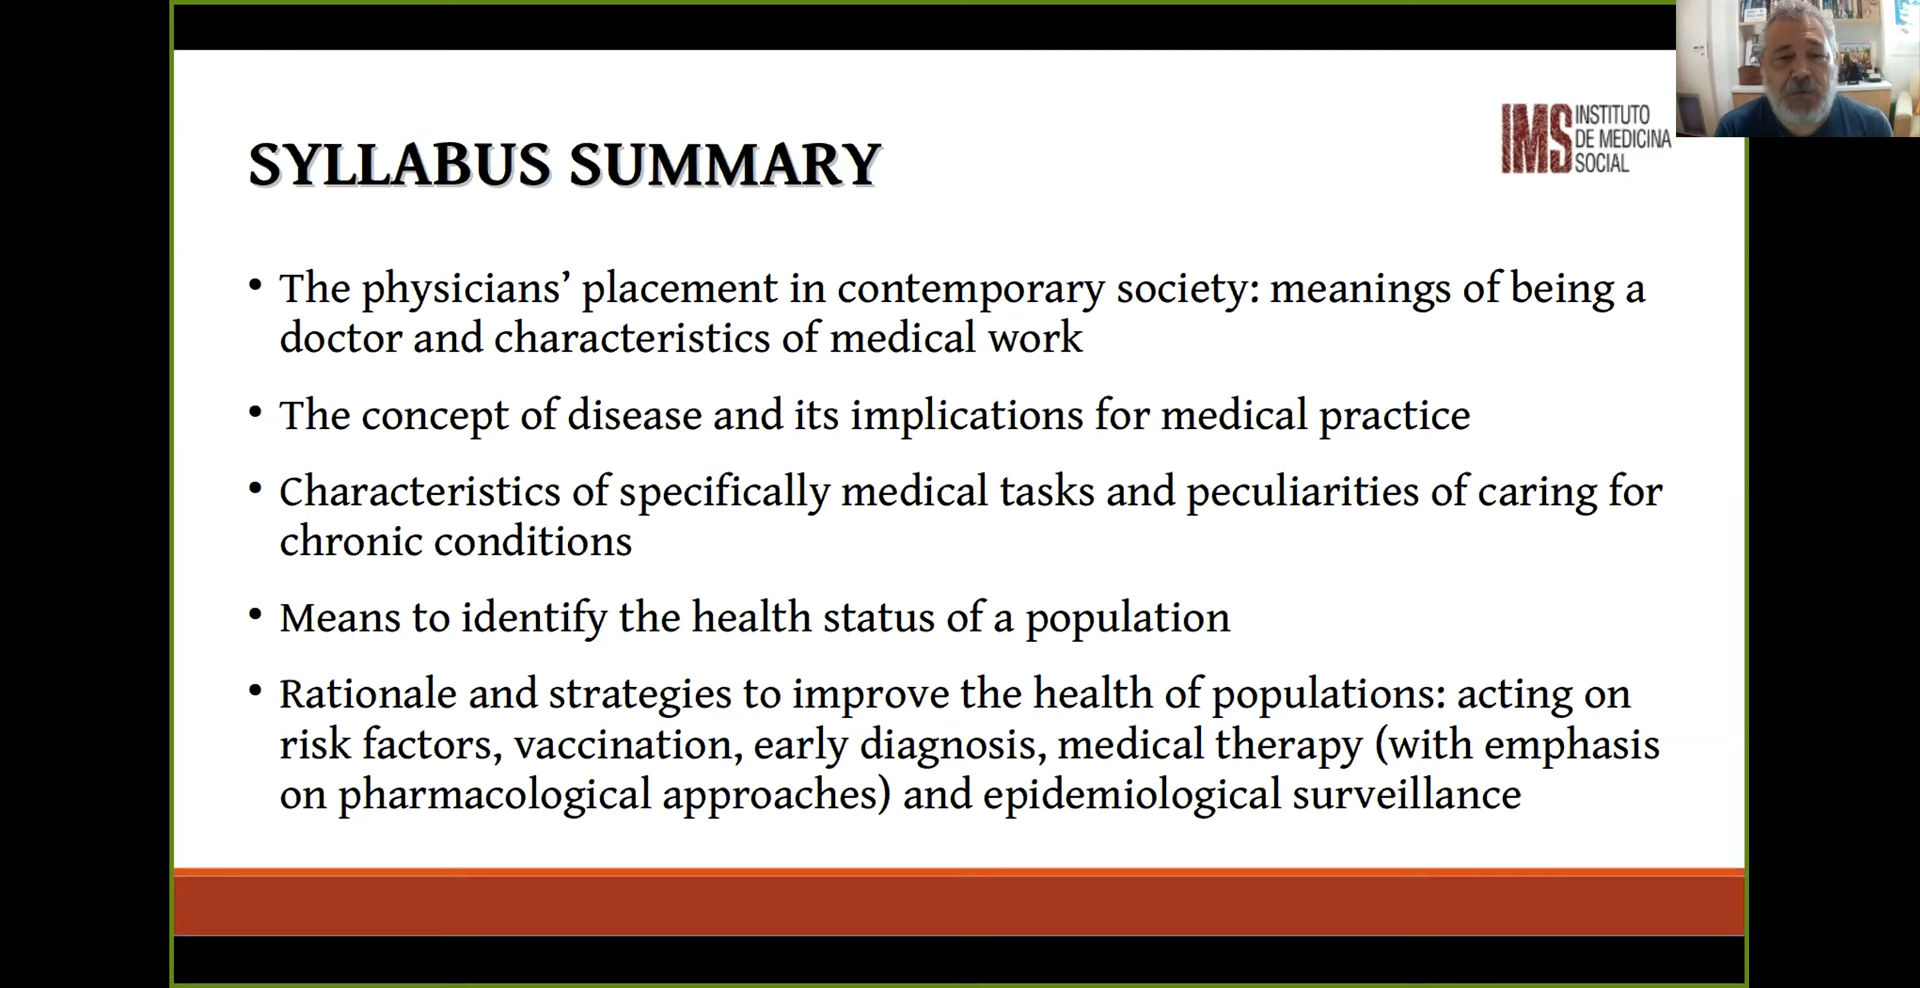 SYLLABUS SUMMARY
IMS
INSTITUTO
DE MEDICINA
SOCIAL
• The physicians’ placement in contemporary society: meanings of being a
doctor and characteristics of medical work
• The concept of disease and its implications for medical practice
• Characteristics of specifically medical tasks and peculiarities of caring for
chronic conditions
• Means to identify the health status of a population
• Rationale and strategies to improve the health of populations: acting on
risk factors, vaccination, early diagnosis, medical therapy (with emphasis
on pharmacological approaches) and epidemiological surveillance